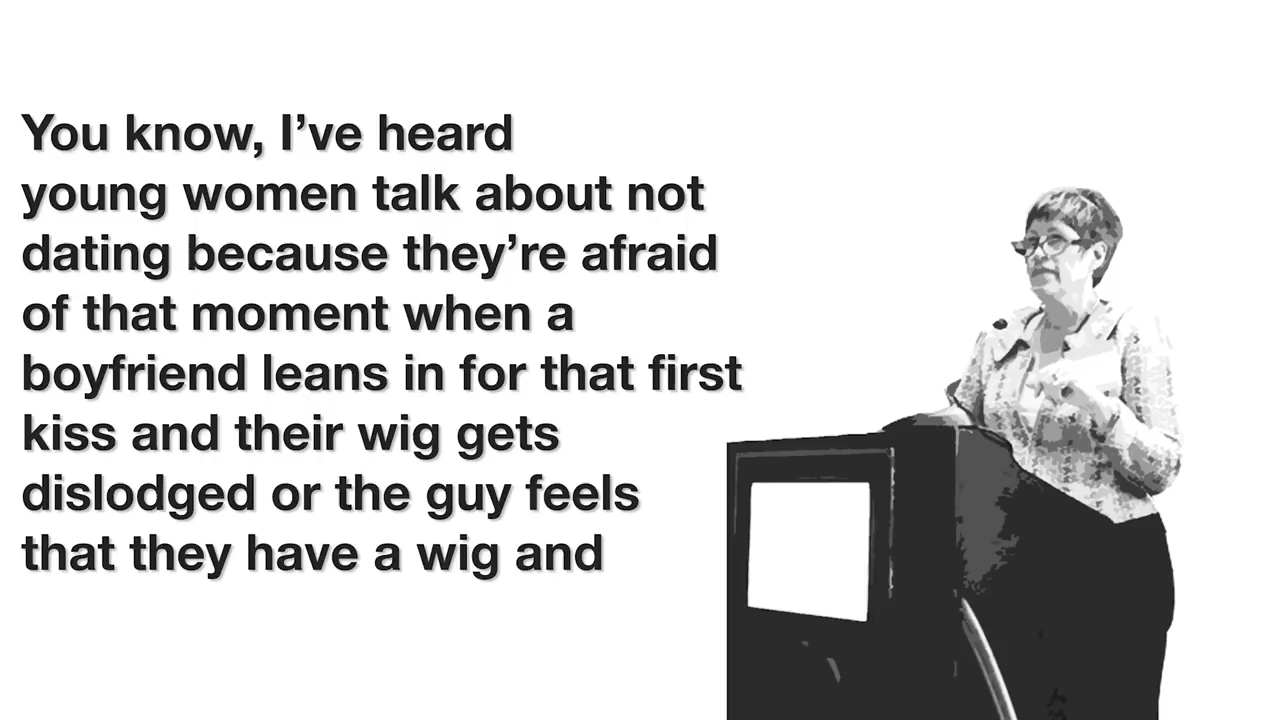 You know, I’ve heard
young women talk about not
dating because they’re afraid
of that moment when a
boyfriend leans in for that first
kiss and their wig gets
dislodged or the guy feels
that they have a wig and